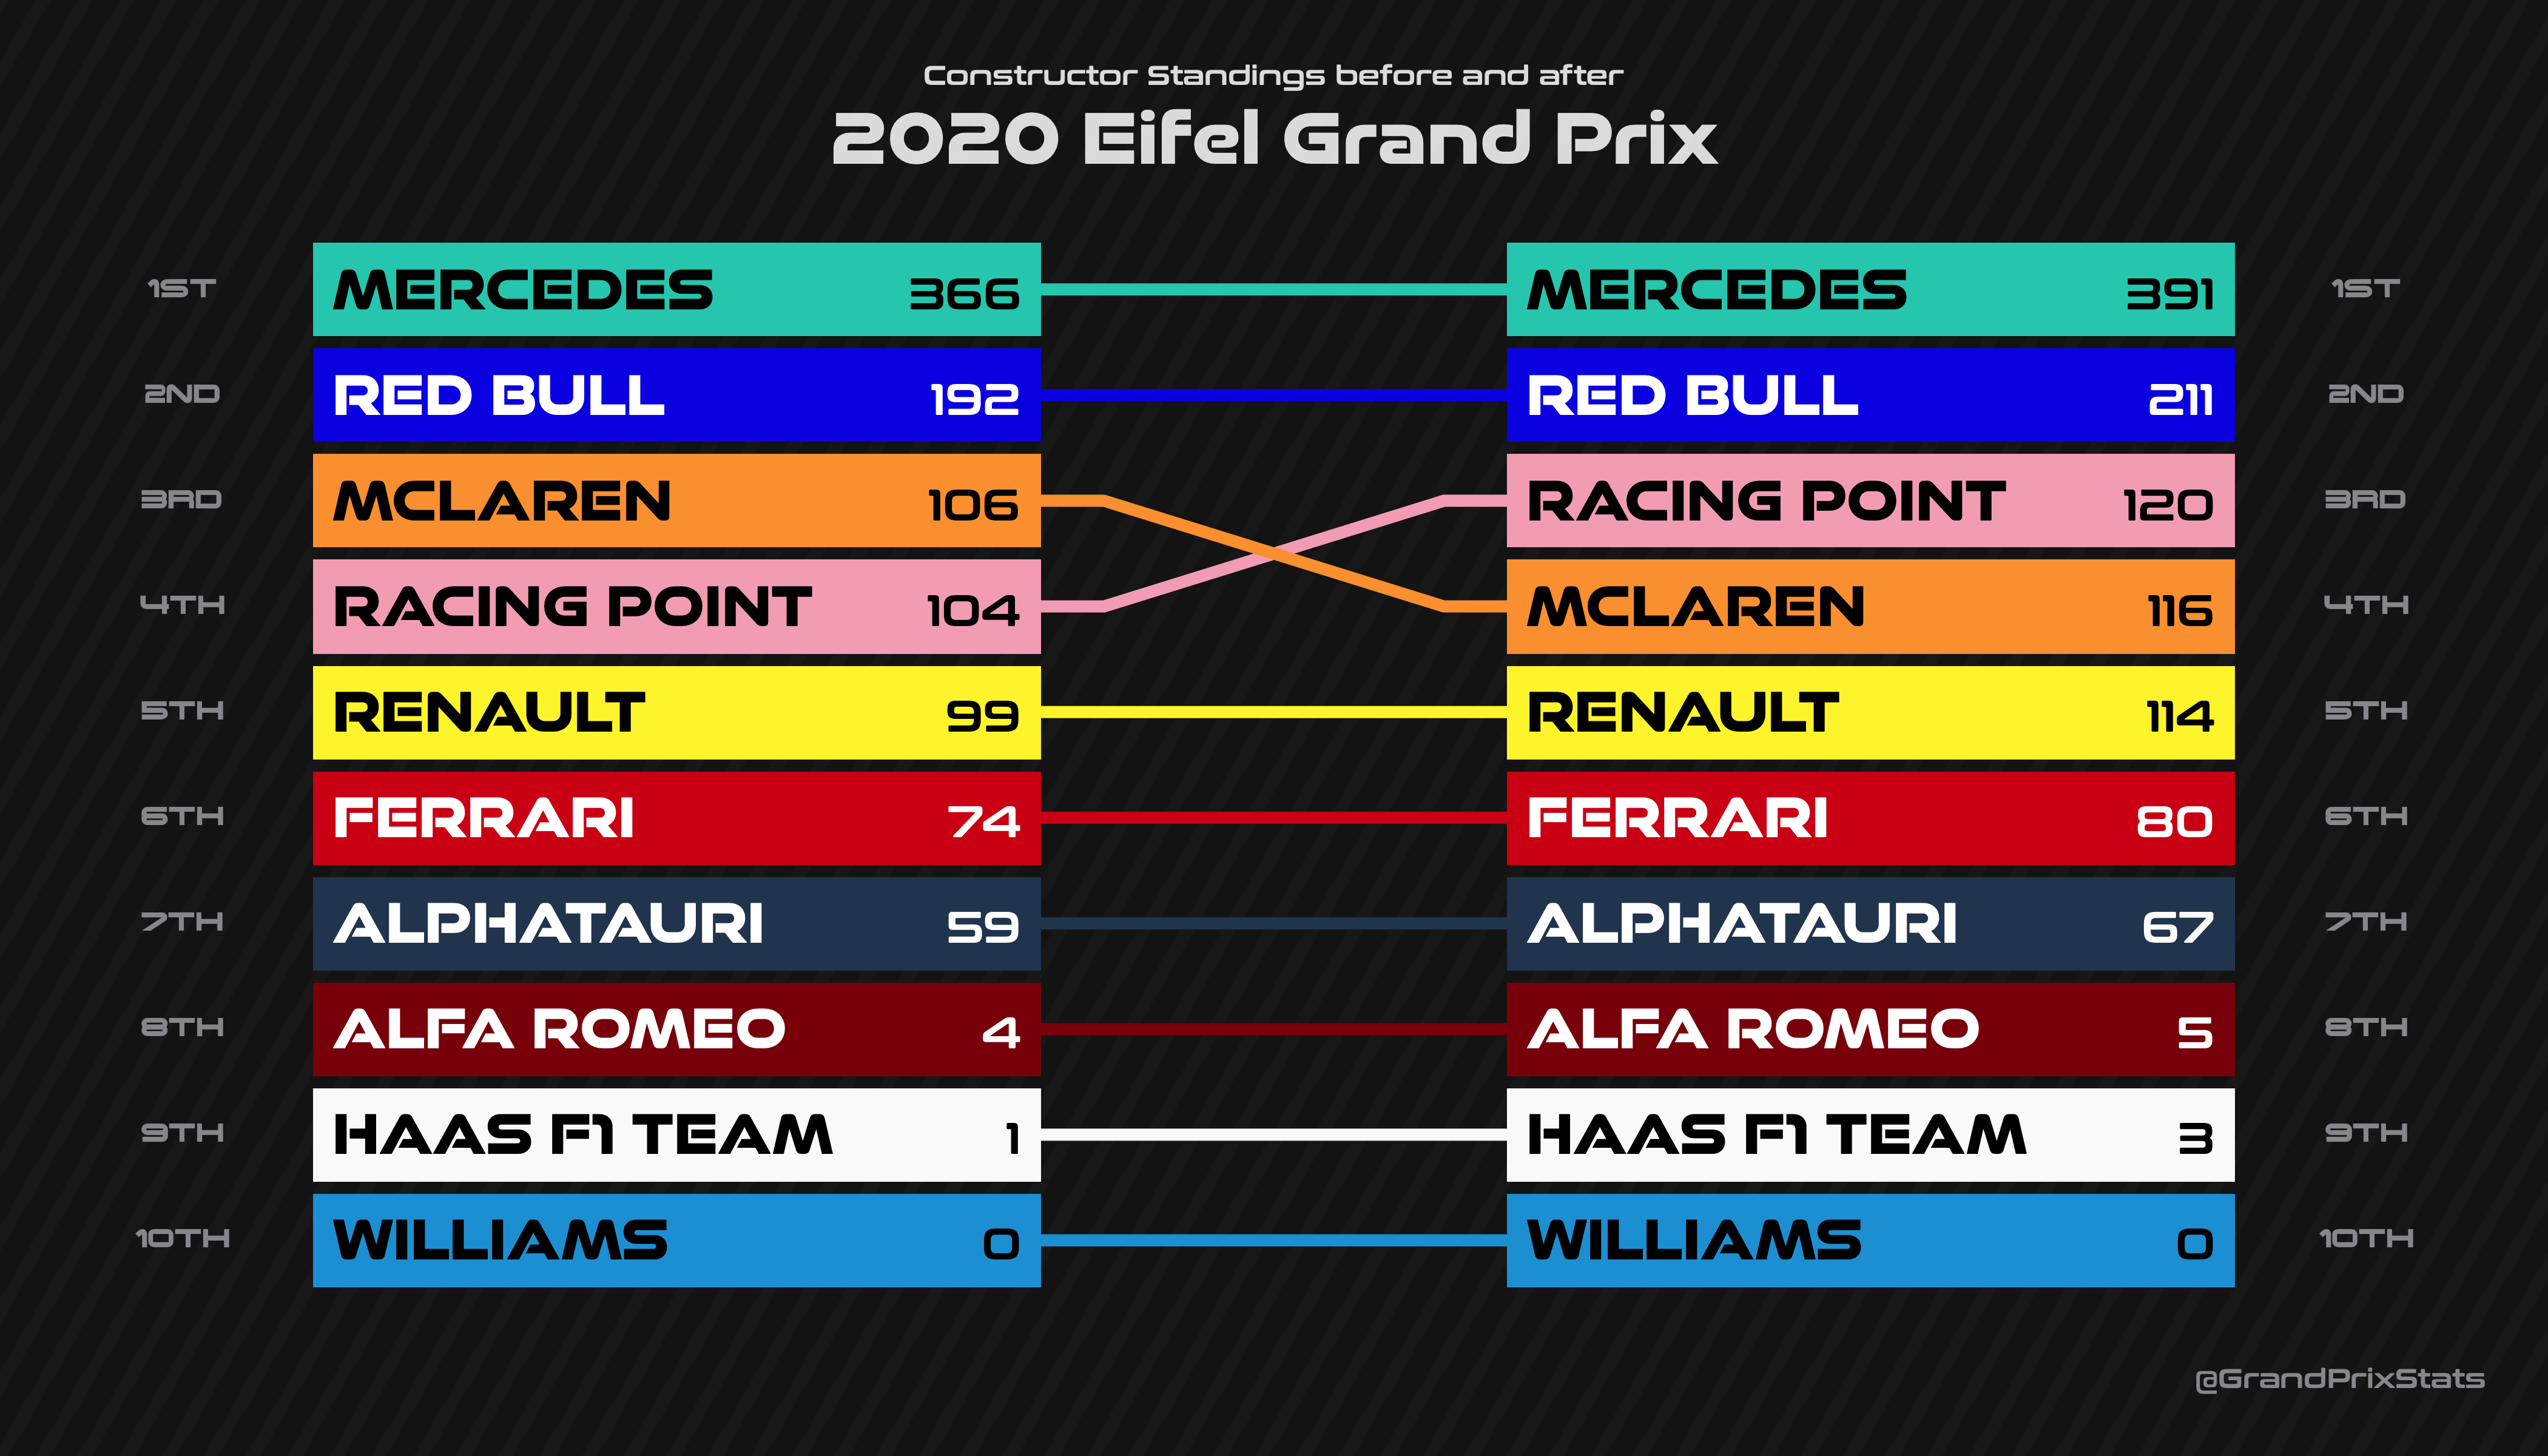 Constructor Standings before and after
2020 Eifel Grand Prix
1ST MERCEDES 366 MERCEDES 391 1ST
2ND RED BULL 192 RED BULL 211 2ND
3RD MCLAREN 106 RACING POINT 120 3RD
4TH RACING POINT 104 MCLAREN 116 4TH
5TH RENAULT 99 RENAULT 114 5TH
6TH FERRARI 74 FERRARI 80 6TH
7TH ALPHATAURI 59 ALPHATAURI 67 7TH
8TH ALFA ROMEO 4 ALFA ROMEO 5 8TH
9TH HAAS F1 TEAM 1 HAAS F1 TEAM 3 9TH
10TH WILLIAMS 0 WILLIAMS 0 10TH
@GrandPrixStats